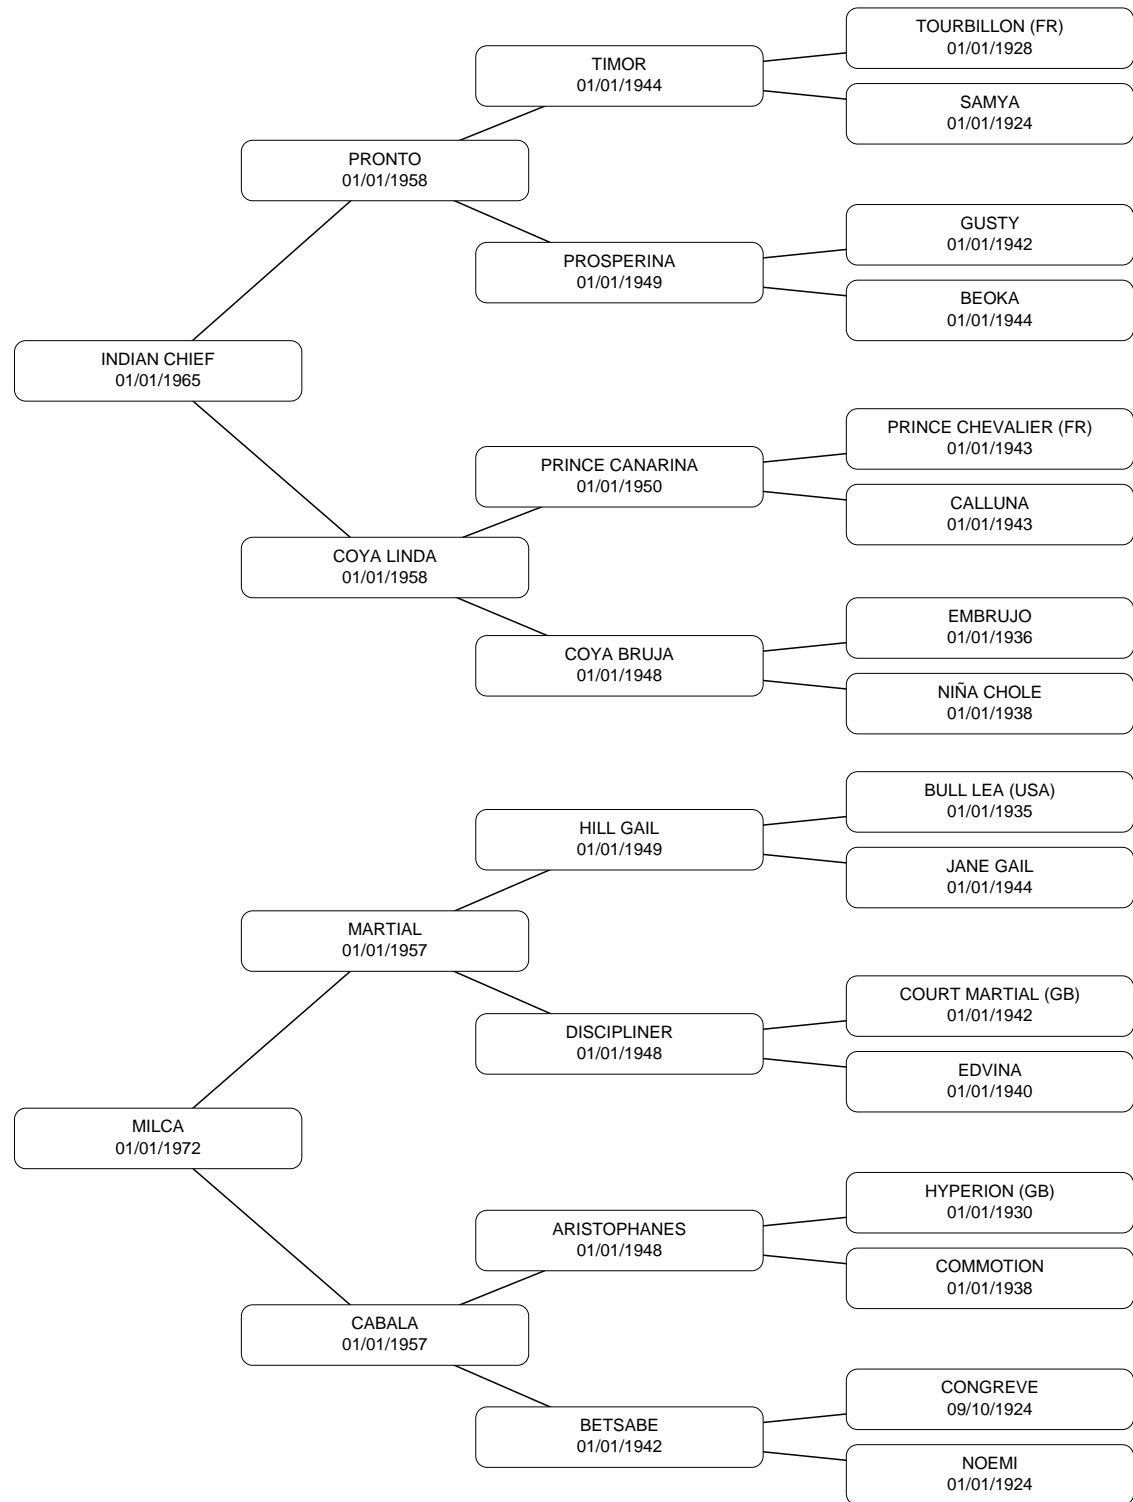 TOURBILLON (FR)
01/01/1928
TIMOR
01/01/1944
SAMYA
01/01/1924
PRONTO
01/01/1958
GUSTY
01/01/1942
PROSPERINA
01/01/1949
BEOKA
01/01/1944
INDIAN CHIEF
01/01/1965
PRINCE CHEVALIER (FR)
01/01/1943
PRINCE CANARINA
01/01/1950
CALLUNA
01/01/1943
COYA LINDA
01/01/1958
EMBRUJO
01/01/1936
COYA BRUJA
01/01/1948
NIÑA CHOLE
01/01/1938
BULL LEA (USA)
01/01/1935
HILL GAIL
01/01/1949
JANE GAIL
01/01/1944
MARTIAL
01/01/1957
COURT MARTIAL (GB)
01/01/1942
DISCIPLINER
01/01/1948
EDVINA
01/01/1940
MILCA
01/01/1972
HYPERION (GB)
01/01/1930
ARISTOPHANES
01/01/1948
COMMOTION
01/01/1938
CABALA
01/01/1957
CONGREVE
09/10/1924
BETSABE
01/01/1942
NOEMI
01/01/1924